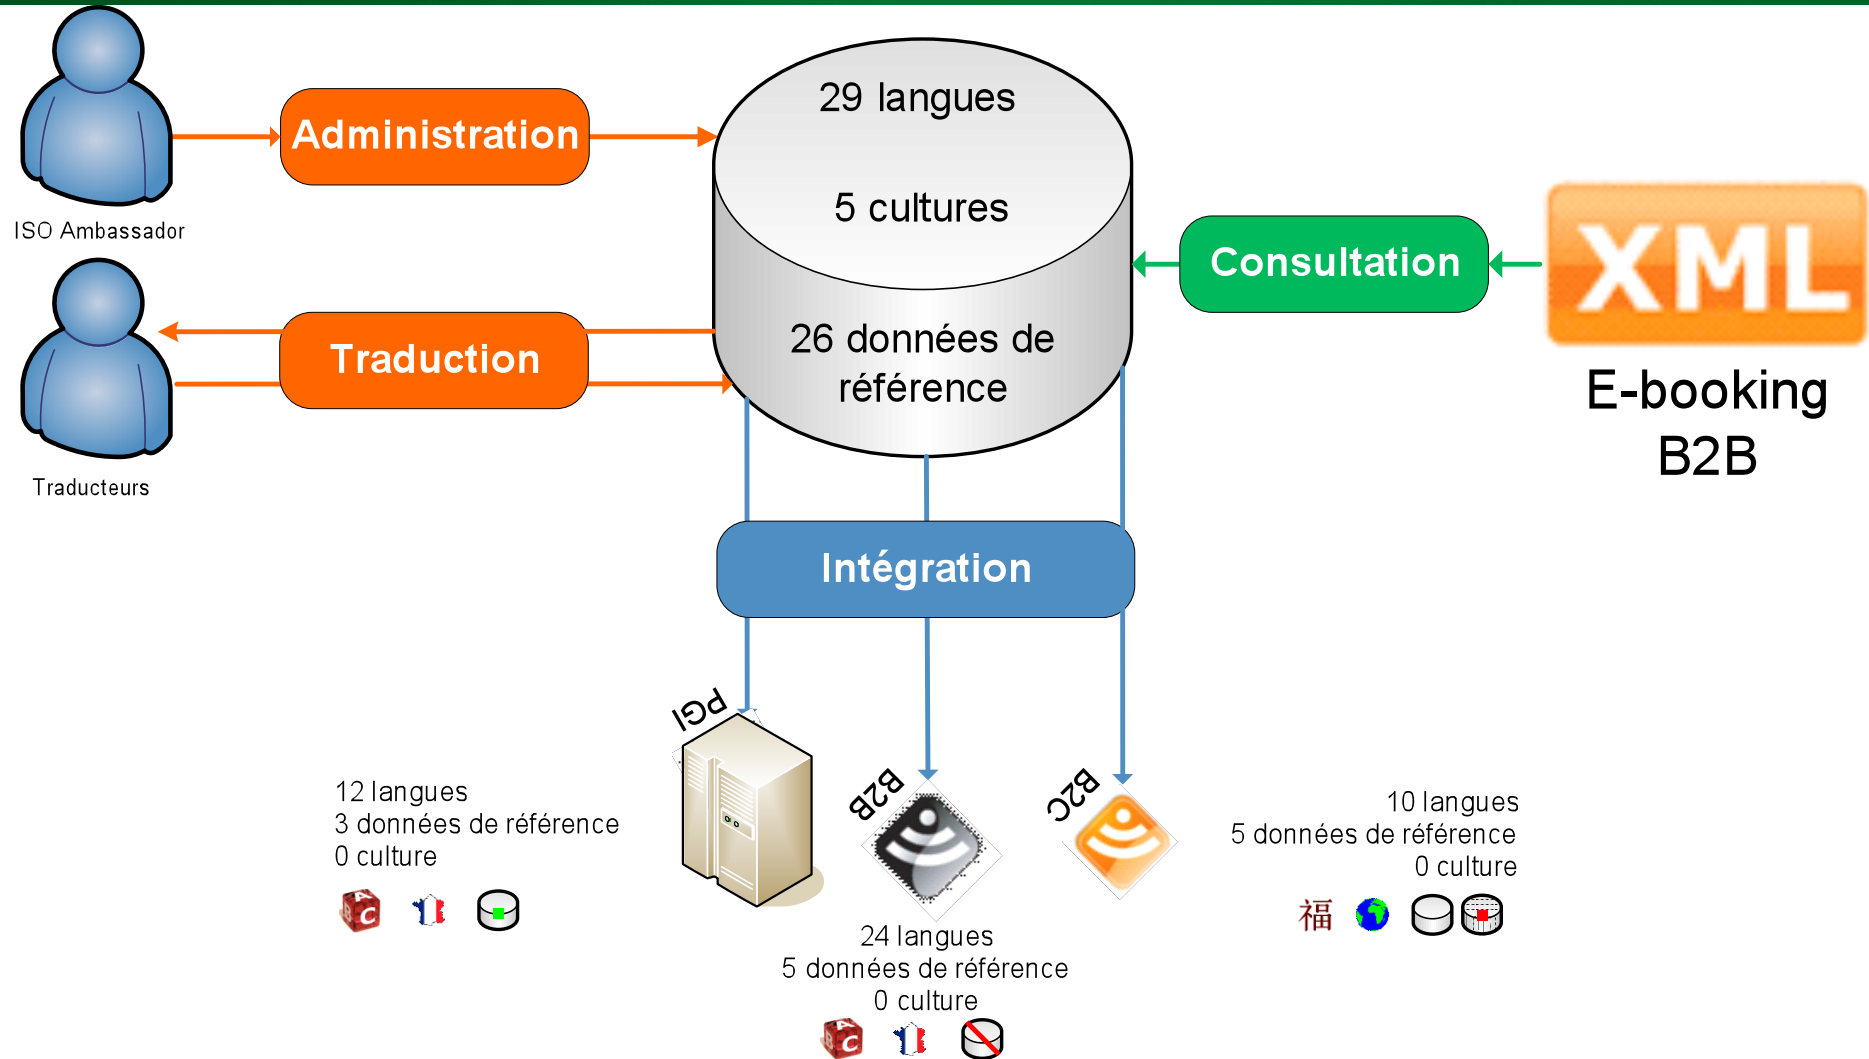 ISO Ambassador
Administration
29 langues
5 cultures
26 données de
référence
Consultation
XML
E-booking
B2B
Traduction
Traducteurs
Intégration
PGI
B2B
B2C
12 langues
3 données de référence
0 culture
A
B
C
24 langues
5 données de référence
0 culture
A
C
10 langues
5 données de référence
0 culture
福